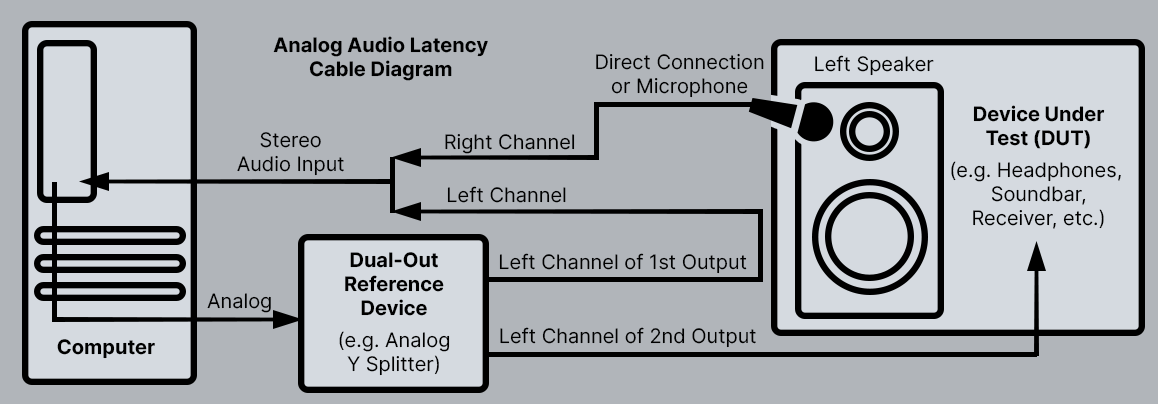 Analog Audio Latency
Cable Diagram
Direct Connection
or Microphone
Left Speaker
Device Under
Test (DUT)
(e.g. Headphones,
Soundbar,
Receiver, etc.)
Stereo
Audio Input
Right Channel
Left Channel
Dual-Out
Reference
Device
(e.g. Analog
Y Splitter)
Left Channel of 1st Output
Analog
Left Channel of 2nd Output
Computer